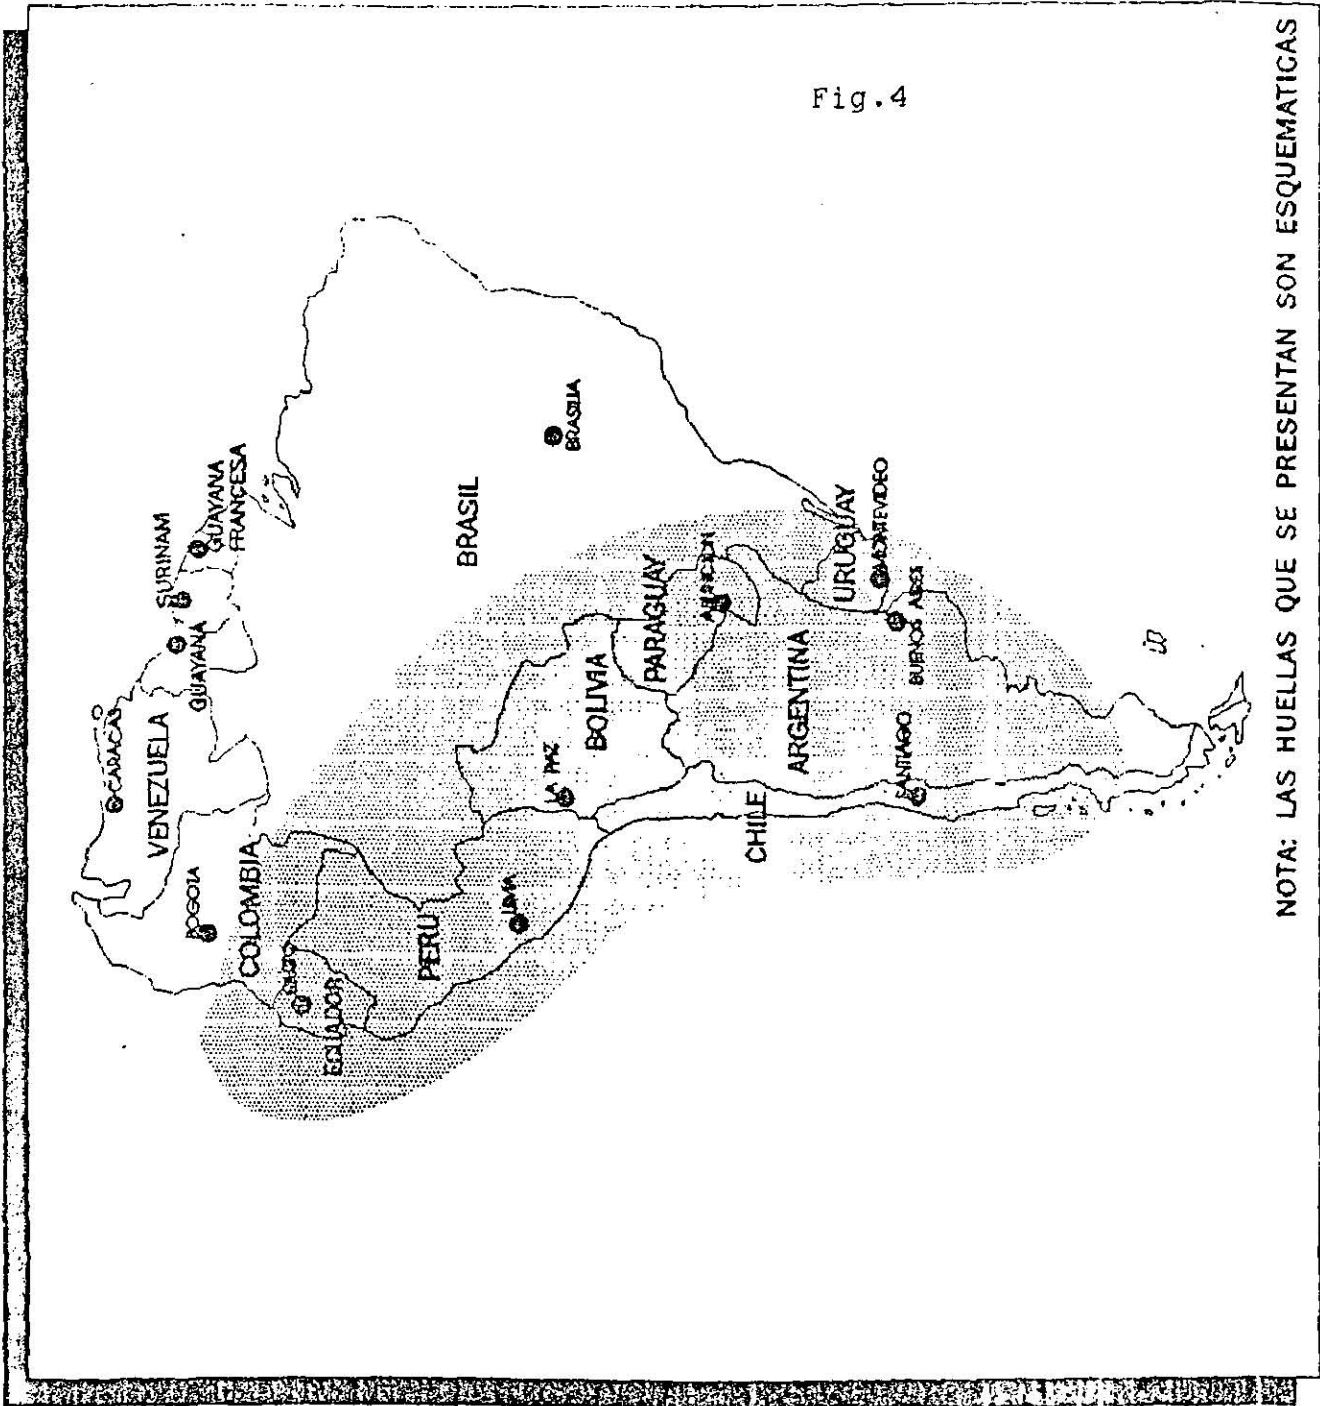 Fig.4
CARACAS
VENEZUELA
GUAYANA
SURINAM
GUAYANA
FRANCESA
BOGOTA
COLOMBIA
ECUADOR
PERU
LIMA
BRASIL
BRASILIA
LA PAZ
BOLIVIA
PARAGUAY
ASUNCION
CHILE
ARGENTINA
URUGUAY
MONTEVIDEO
BUENOS AIRES
SANTIAGO
NOTA: LAS HUELLAS QUE SE PRESENTAN SON ESQUEMATICAS